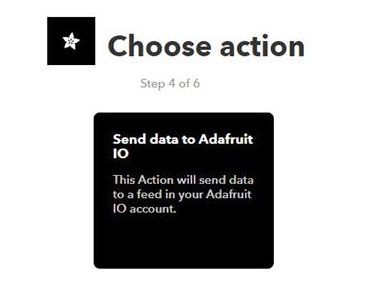 Choose action
Step 4 of 6
Send data to Adafruit
IO
This Action will send data
to a feed in your Adafruit
IO account.